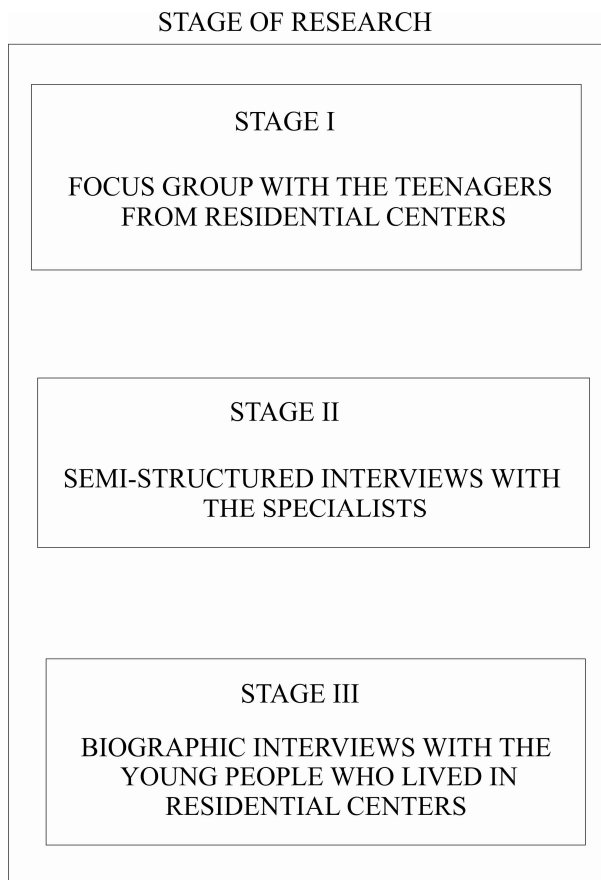 STAGE OF RESEARCH
STAGE I
FOCUS GROUP WITH THE TEENAGERS
FROM RESIDENTIAL CENTERS
STAGE II
SEMI-STRUCTURED INTERVIEWS WITH
THE SPECIALISTS
STAGE III
BIOGRAPHIC INTERVIEWS WITH THE
YOUNG PEOPLE WHO LIVED IN
RESIDENTIAL CENTERS